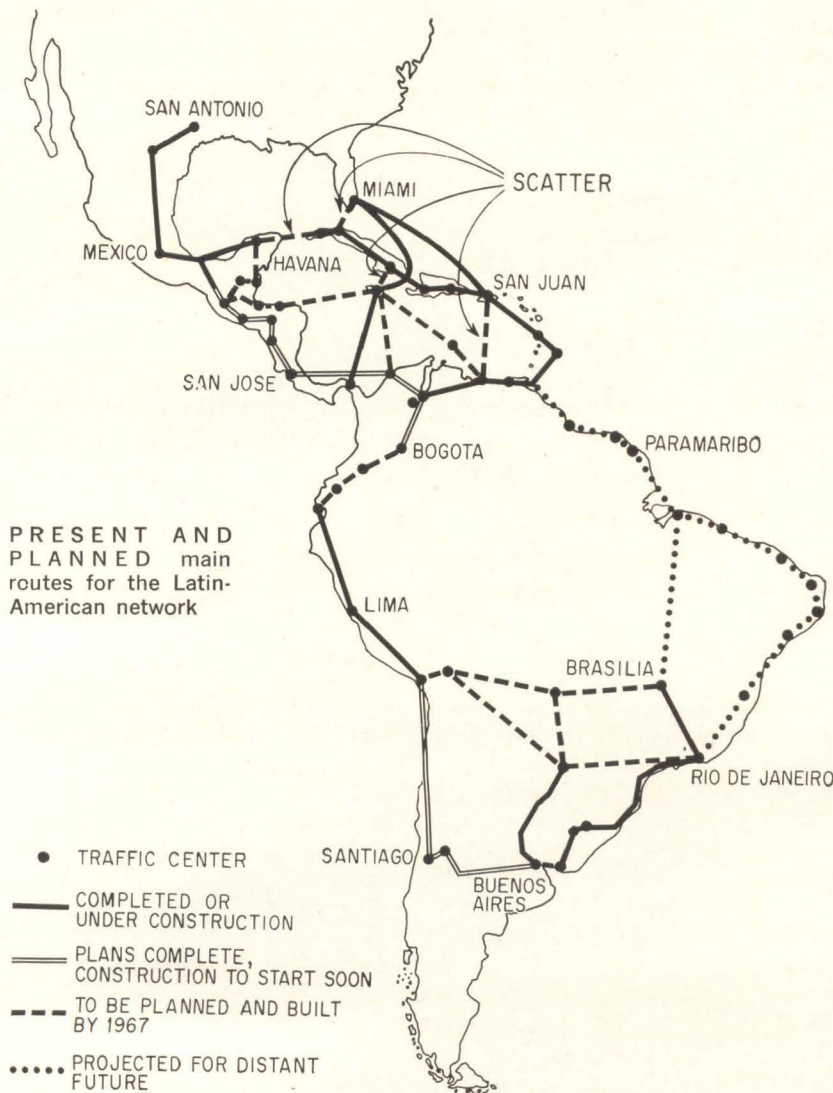 SAN ANTONIO
MIAMI
SCATTER
MEXICO
HAVANA
SAN JUAN
SAN JOSE
BOGOTA
PARAMARIBO
PRESENT AND
PLANNED main
routes for the Latin-
American network
LIMA
BRASILIA
RIO DE JANEIRO
SANTIAGO
BUENOS
AIRES
TRAFFIC CENTER
COMPLETED OR
UNDER CONSTRUCTION
PLANS COMPLETE,
CONSTRUCTION TO START SOON
TO BE PLANNED AND BUILT
BY 1967
PROJECTED FOR DISTANT
FUTURE